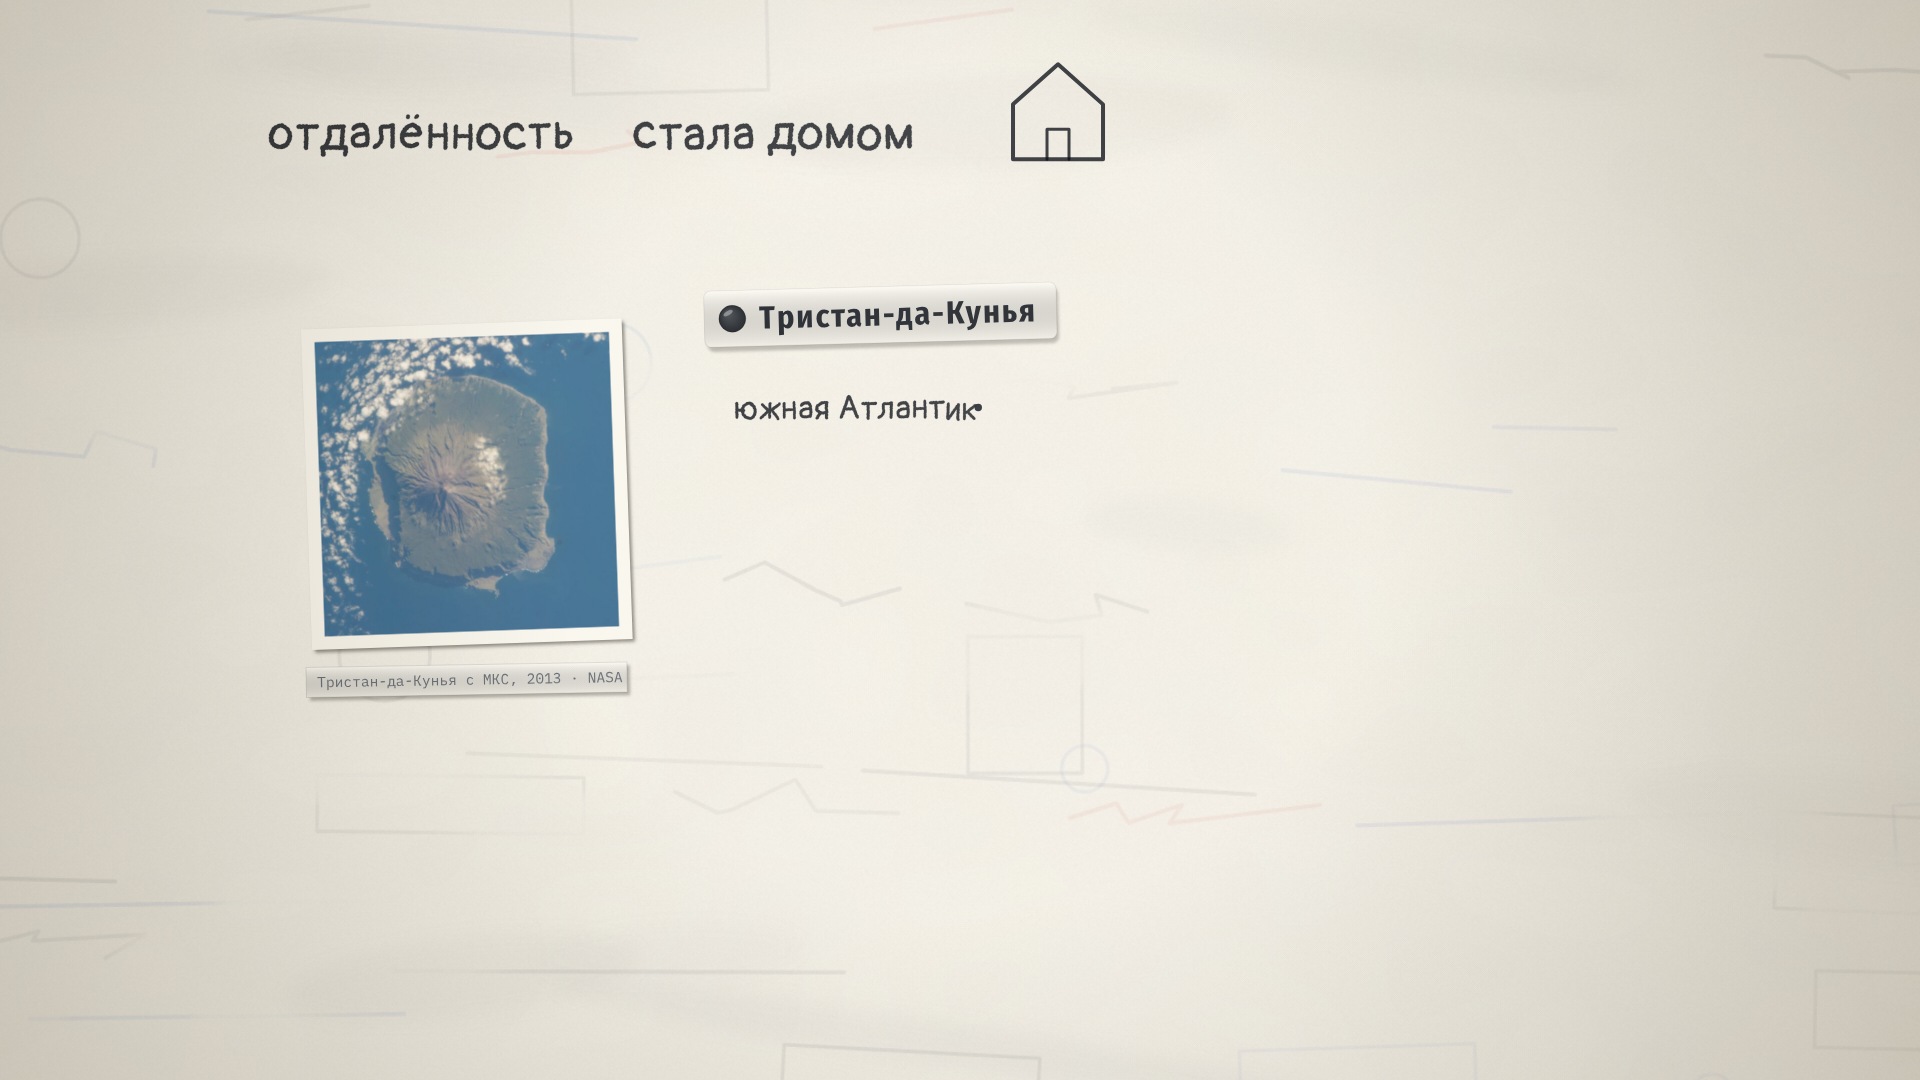 отдалённость стала домом
Тристан-да-Кунья
южная Атлантик
Тристан-да-Кунья с МКС, 2013 · NASA